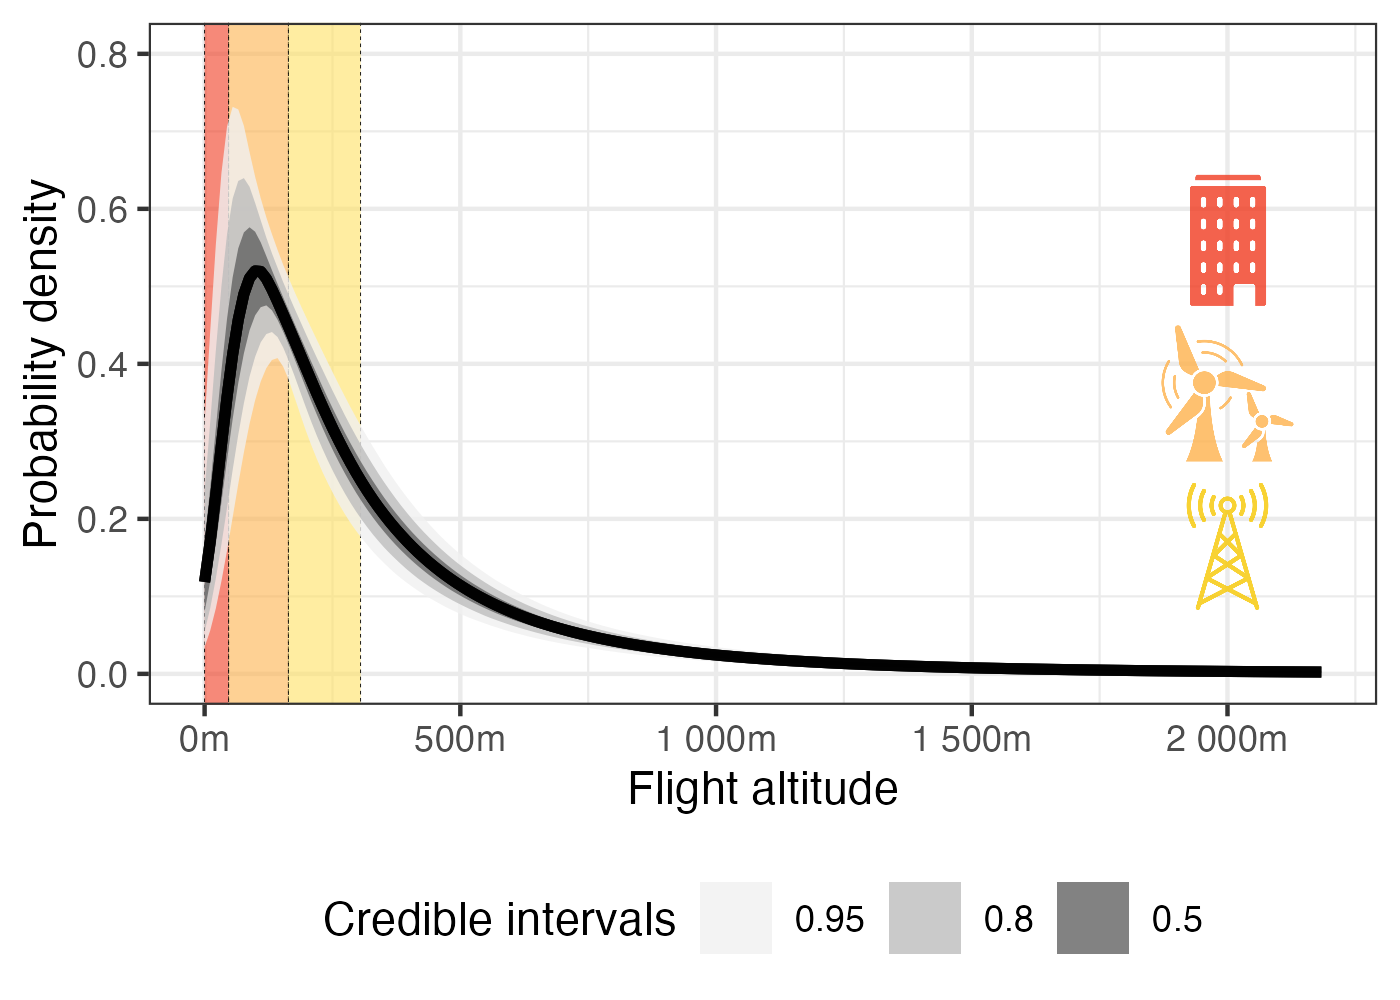 0.8
0.6
0.4
0.2
0.0
Probability density
0m 500m 1 000m 1 500m 2 000m
Flight altitude
Credible intervals 0.95 0.8 0.5